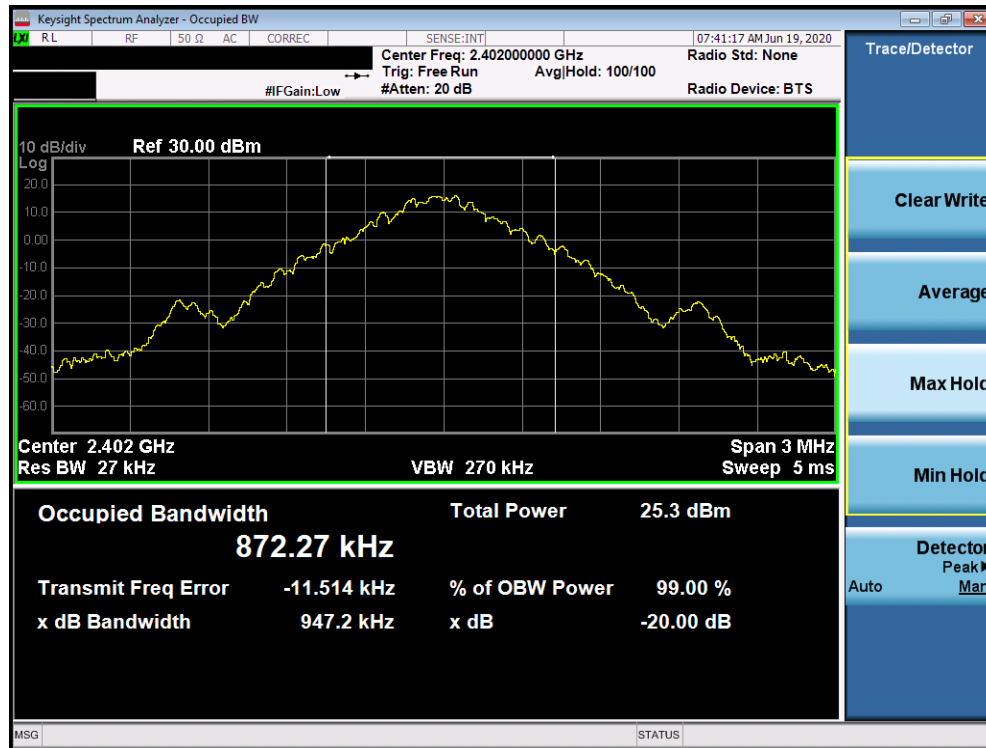 Keysight Spectrum Analyzer - Occupied BW
LXI RL RF 50 Ω AC CORREC SENSE:INT 07:41:17 AM Jun 19, 2020
Center Freq: 2.402000000 GHz Radio Std: None
Trig: Free Run Avg|Hold: 100/100
#IFGain:Low #Atten: 20 dB Radio Device: BTS
10 dB/div Ref 30.00 dBm
Log
20.0
10.0
0.00
-10.0
-20.0
-30.0
-40.0
-50.0
-60.0
Center 2.402 GHz Span 3 MHz
Res BW 27 kHz VBW 270 kHz Sweep 5 ms
Occupied Bandwidth Total Power 25.3 dBm
872.27 kHz
Transmit Freq Error -11.514 kHz % of OBW Power 99.00 %
x dB Bandwidth 947.2 kHz x dB -20.00 dB
MSG STATUS
Trace/Detector
Clear Write
Average
Max Hold
Min Hold
Detector
Peak
Auto Man